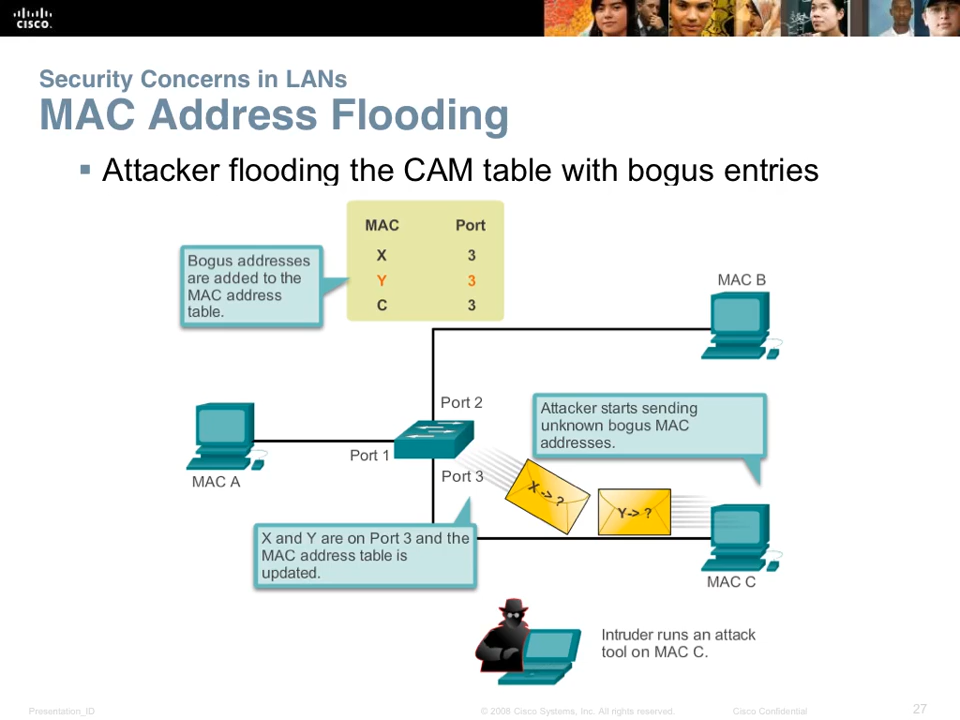 CISCO.
Security Concerns in LANs
MAC Address Flooding
Attacker flooding the CAM table with bogus entries
MAC Port
X 3
Y 3
C 3
Bogus addresses
are added to the
MAC address
table.
MAC B
Port 2
Attacker starts sending
unknown bogus MAC
addresses.
Port 1
MAC A
Port 3
X -> ?
Y-> ?
X and Y are on Port 3 and the
MAC address table is
updated.
MAC C
Intruder runs an attack
tool on MAC C.
Presentation_ID
© 2008 Cisco Systems, Inc. All rights reserved.
Cisco Confidential
27